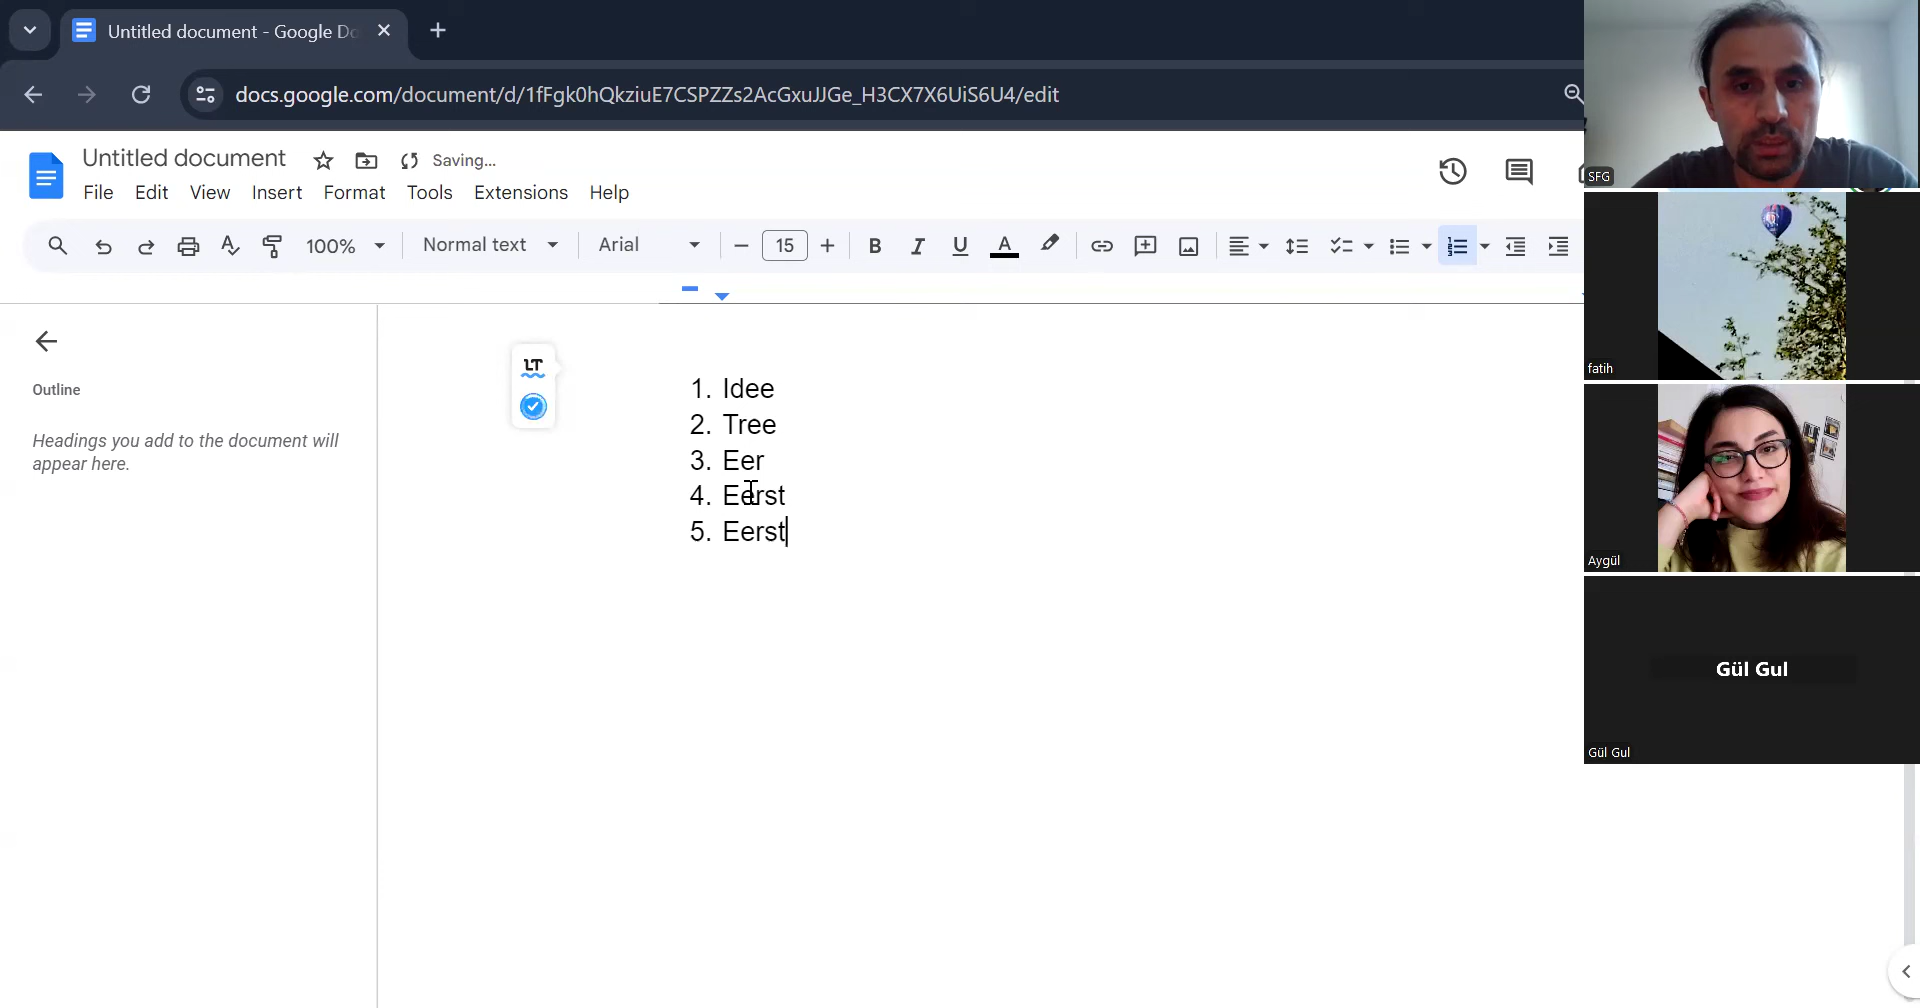 Untitled document - Google Do
docs.google.com/document/d/1fFgk0hQkziuE7CSPZZs2AcGxuJJGe_H3CX7X6UiS6U4/edit
Untitled document
Saving...
File Edit View Insert Format Tools Extensions Help
100% Normal text Arial 15
Outline
Headings you add to the document will
appear here.
1. Idee
2. Tree
3. Eer
4. Eerst
5. Eerst
SFG
fatih
Aygül
Gül Gul
Gül Gul